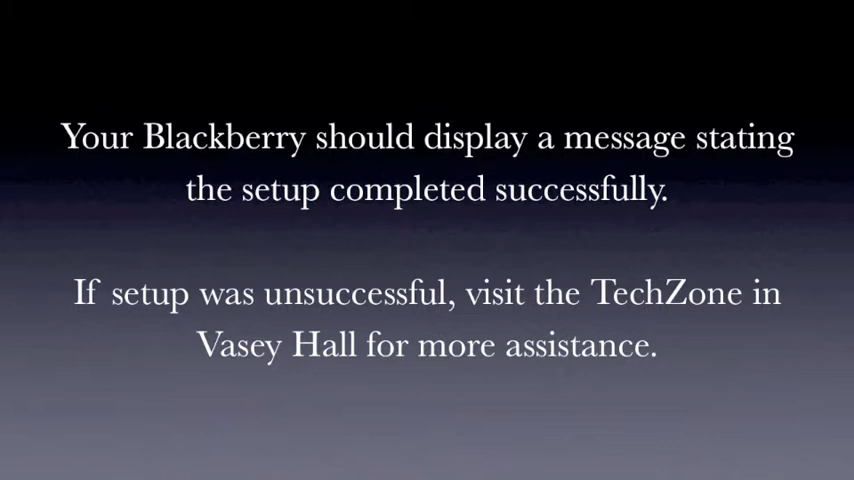 Your Blackberry should display a message stating
the setup completed successfully.
If setup was unsuccessful, visit the TechZone in
Vasey Hall for more assistance.